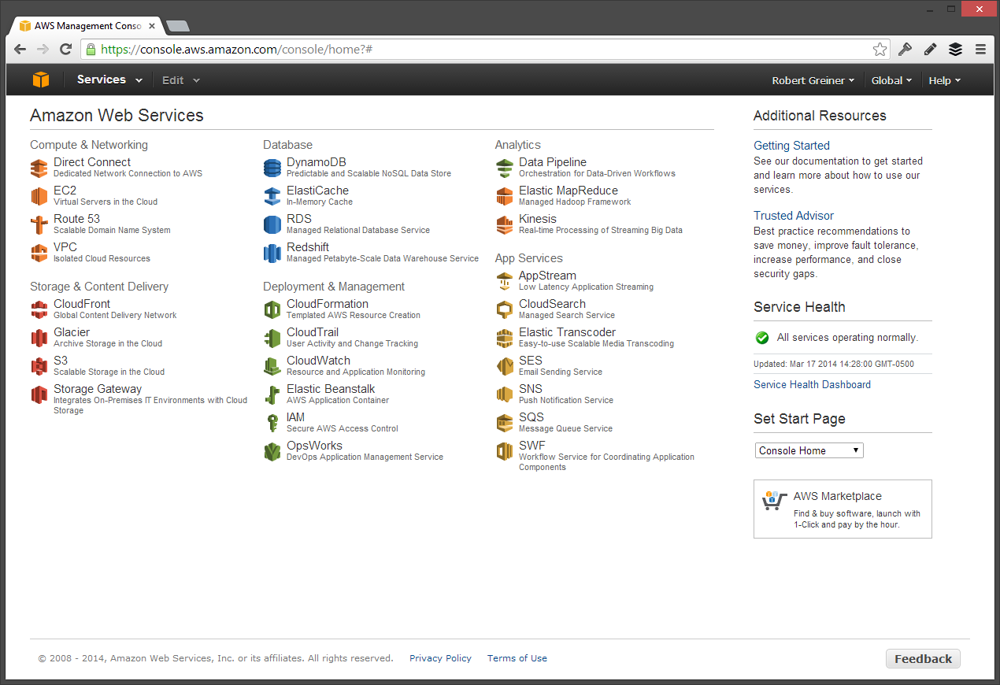 AWS Management Conso
https://console.aws.amazon.com/console/home?#
Services
Edit
Robert Greiner
Global
Help
Amazon Web Services
Compute & Networking
Direct Connect
Dedicated Network Connection to AWS
EC2
Virtual Servers in the Cloud
Route 53
Scalable Domain Name System
VPC
Isolated Cloud Resources
Storage & Content Delivery
CloudFront
Global Content Delivery Network
Glacier
Archive Storage in the Cloud
S3
Scalable Storage in the Cloud
Storage Gateway
Integrates On-Premises IT Environments with Cloud
Storage
Database
DynamoDB
Predictable and Scalable NoSQL Data Store
ElastiCache
In-Memory Cache
RDS
Managed Relational Database Service
Redshift
Managed Petabyte-Scale Data Warehouse Service
Deployment & Management
CloudFormation
Templated AWS Resource Creation
CloudTrail
User Activity and Change Tracking
CloudWatch
Resource and Application Monitoring
Elastic Beanstalk
AWS Application Container
IAM
Secure AWS Access Control
OpsWorks
DevOps Application Management Service
Analytics
Data Pipeline
Orchestration for Data-Driven Workflows
Elastic MapReduce
Managed Hadoop Framework
Kinesis
Real-time Processing of Streaming Big Data
App Services
AppStream
Low Latency Application Streaming
CloudSearch
Managed Search Service
Elastic Transcoder
Easy-to-use Scalable Media Transcoding
SES
Email Sending Service
SNS
Push Notification Service
SQS
Message Queue Service
SWF
Workflow Service for Coordinating Application
Components
Additional Resources
Getting Started
See our documentation to get started
and learn more about how to use our
services.
Trusted Advisor
Best practice recommendations to
save money, improve fault tolerance,
increase performance, and close
security gaps.
Service Health
All services operating normally.
Updated: Mar 17 2014 14:28:00 GMT-0500
Service Health Dashboard
Set Start Page
Console Home
AWS Marketplace
Find & buy software, launch with
1-Click and pay by the hour.
© 2008 - 2014, Amazon Web Services, Inc. or its affiliates. All rights reserved.
Privacy Policy
Terms of Use
Feedback